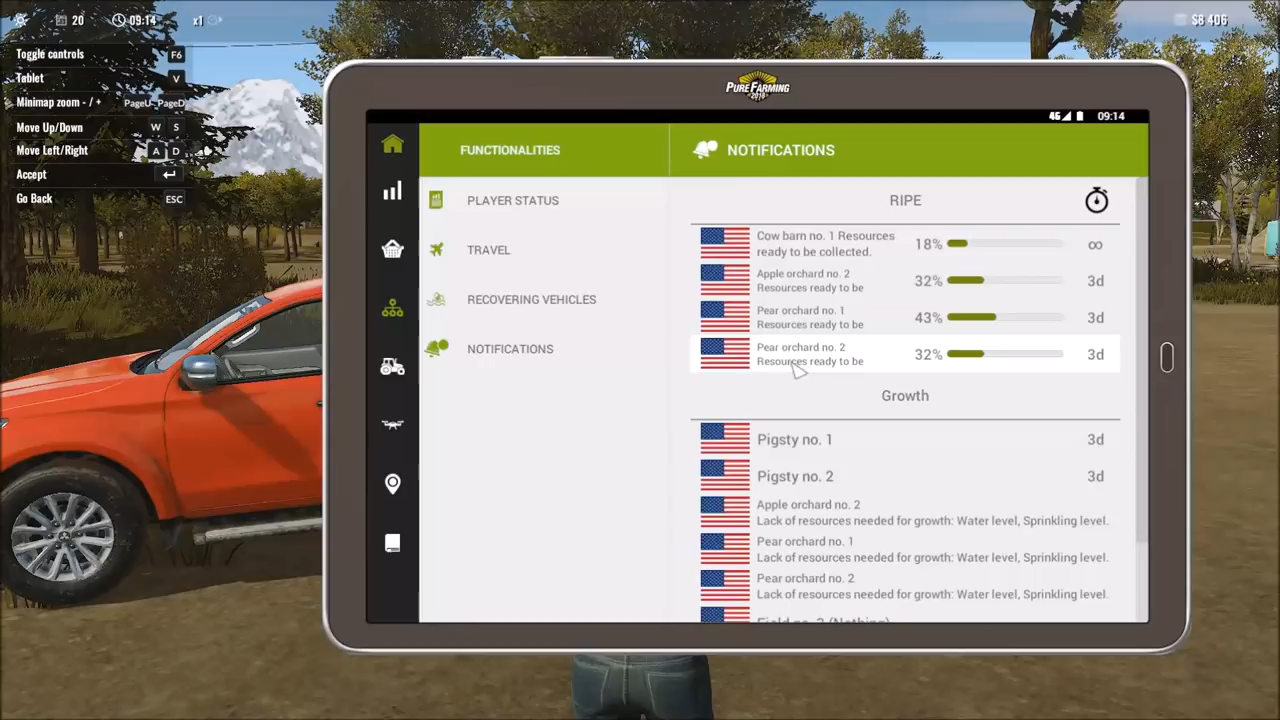 20 09:14 x1 $8 406
Toggle controls F6
Tablet V
Minimap zoom - / + PageU PageD
Move Up/Down W S
Move Left/Right A D
Accept
Go Back ESC
PURE FARMING
2018
4G 09:14
FUNCTIONALITIES
NOTIFICATIONS
PLAYER STATUS
TRAVEL
RECOVERING VEHICLES
NOTIFICATIONS
RIPE
Cow barn no. 1 Resources
ready to be collected.
18% ∞
Apple orchard no. 2
Resources ready to be
32% 3d
Pear orchard no. 1
Resources ready to be
43% 3d
Pear orchard no. 2
Resources ready to be
32% 3d
Growth
Pigsty no. 1 3d
Pigsty no. 2 3d
Apple orchard no. 2
Lack of resources needed for growth: Water level, Sprinkling level.
Pear orchard no. 1
Lack of resources needed for growth: Water level, Sprinkling level.
Pear orchard no. 2
Lack of resources needed for growth: Water level, Sprinkling level.